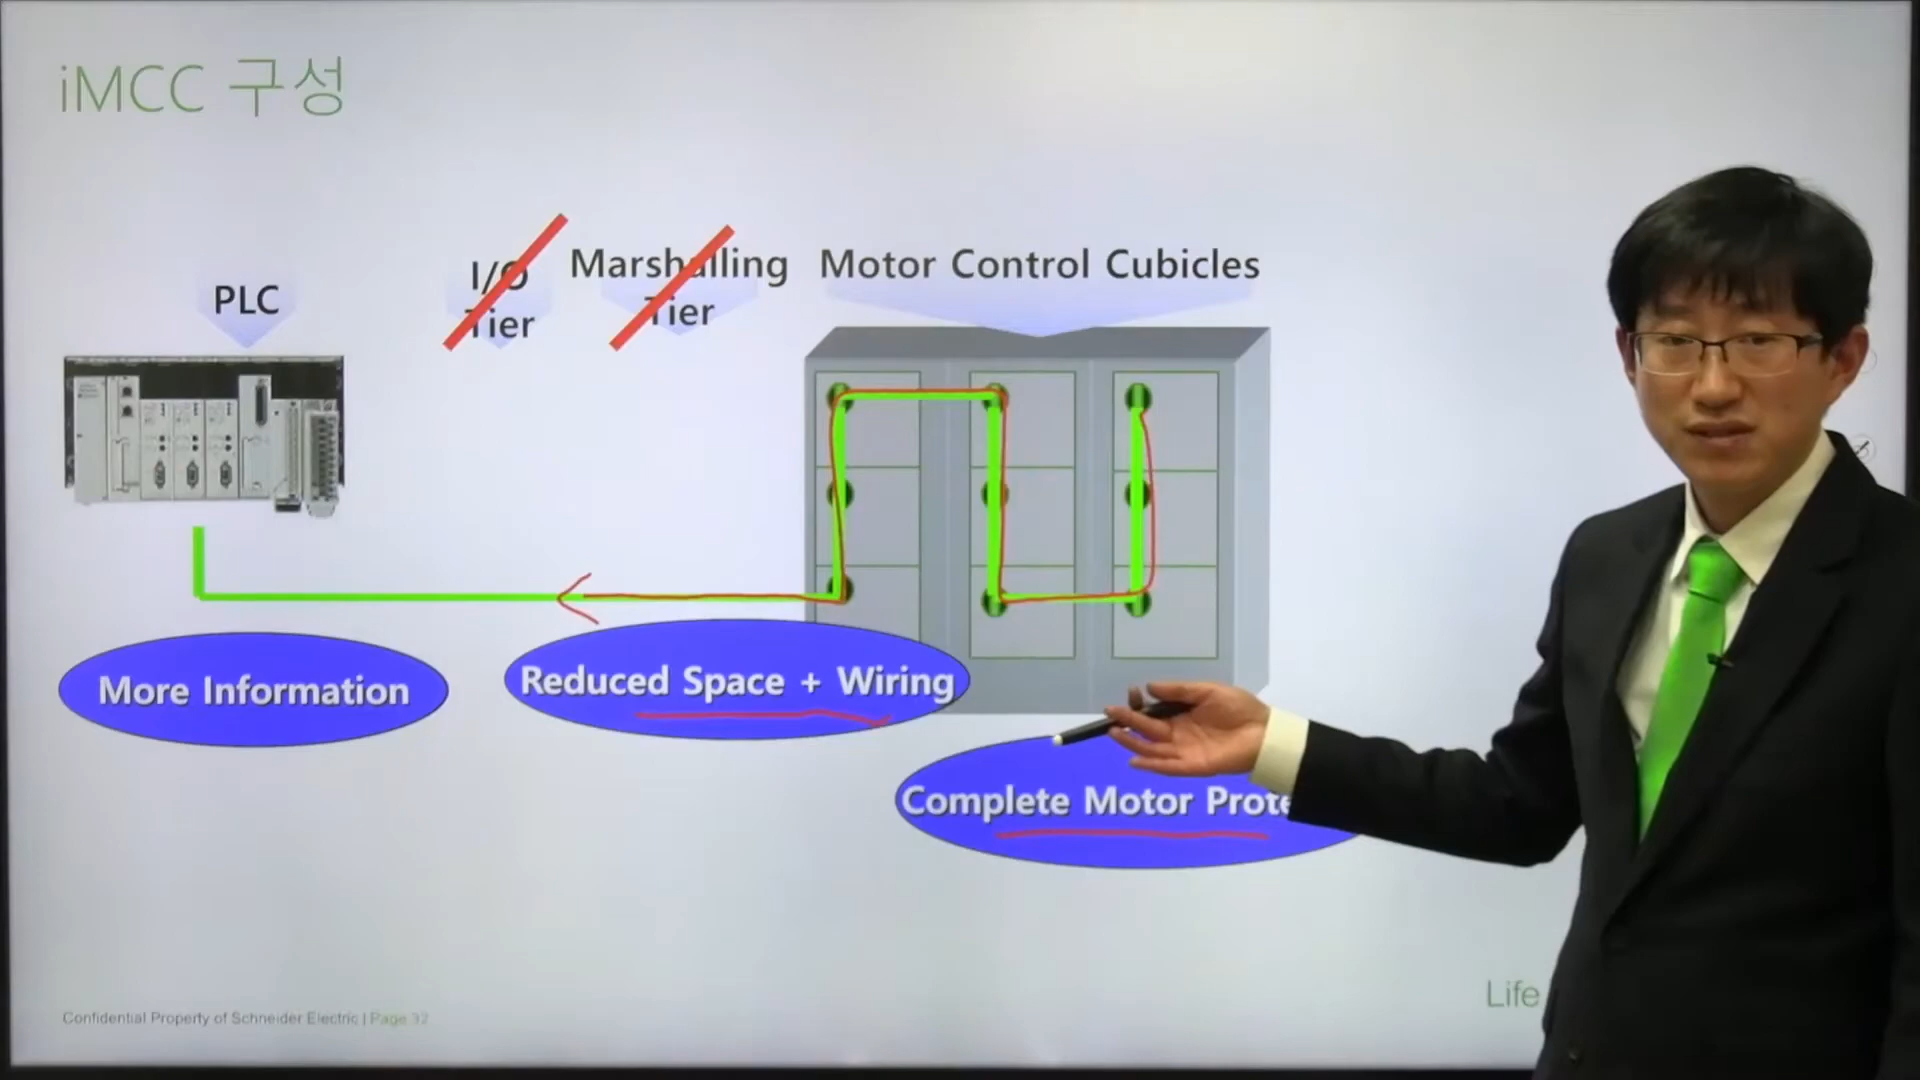 iMCC 구성
PLC
I/O
Tier
Marshalling
Tier
Motor Control Cubicles
More Information
Reduced Space + Wiring
Complete Motor Prote
Life
Confidential Property of Schneider Electric | Page 32